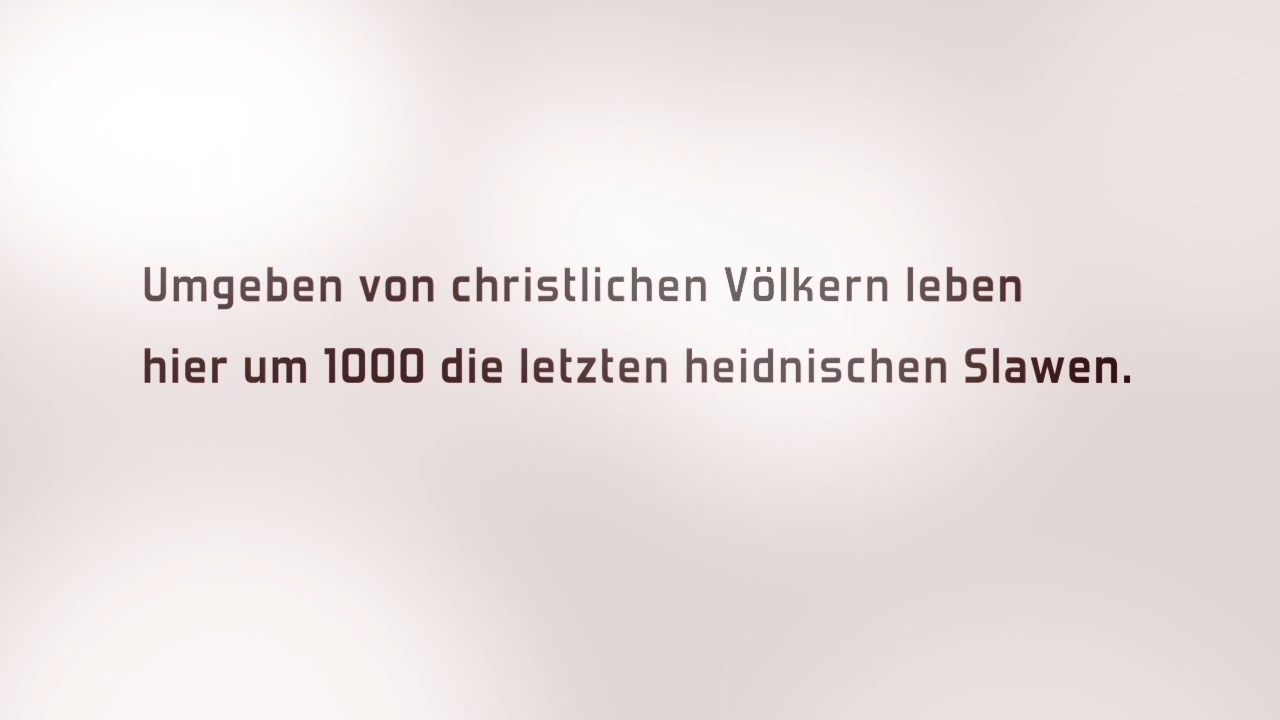 Umgeben von christlichen Völkern leben
hier um 1000 die letzten heidnischen Slawen.